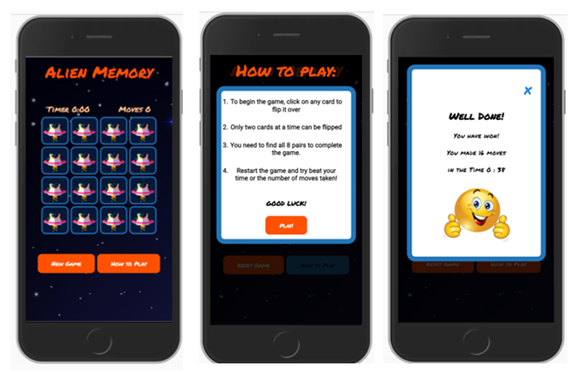 Alien Memory
Timer 0:00 Moves 0
New Game How to Play
How to play:
1. To begin the game, click on any card to
flip it over
2. Only two cards at a time can be flipped
3. You need to find all 8 pairs to complete
the game.
4. Restart the game and try beat your
time or the number of moves taken!
Good luck!
Play!
Reset Game How to Play
X
Well Done!
You have won!
You made 16 moves
in the Time 0 : 38
Reset Game How to Play